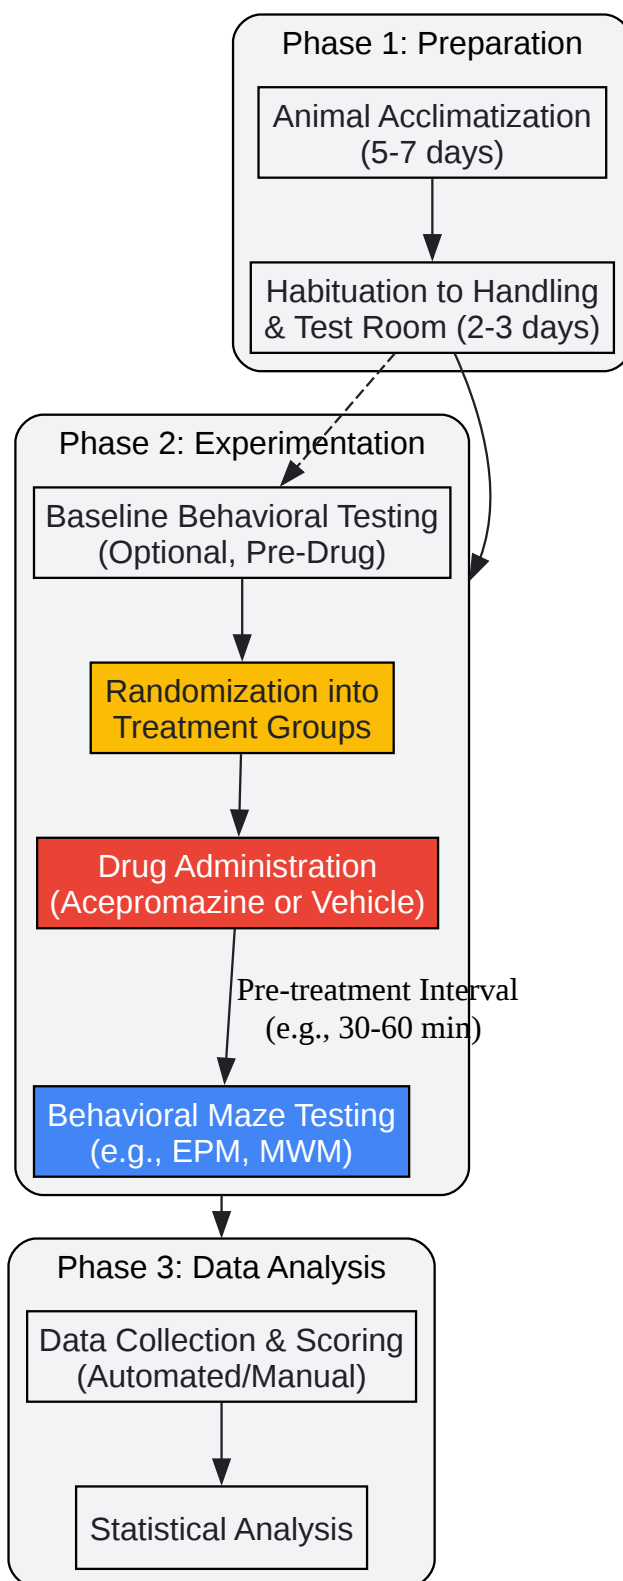 Phase 1: Preparation
Animal Acclimatization
(5-7 days)
Habituation to Handling
& Test Room (2-3 days)
Phase 2: Experimentation
Baseline Behavioral Testing
(Optional, Pre-Drug)
Randomization into
Treatment Groups
Drug Administration
(Acepromazine or Vehicle)
Pre-treatment Interval
(e.g., 30-60 min)
Behavioral Maze Testing
(e.g., EPM, MWM)
Phase 3: Data Analysis
Data Collection & Scoring
(Automated/Manual)
Statistical Analysis